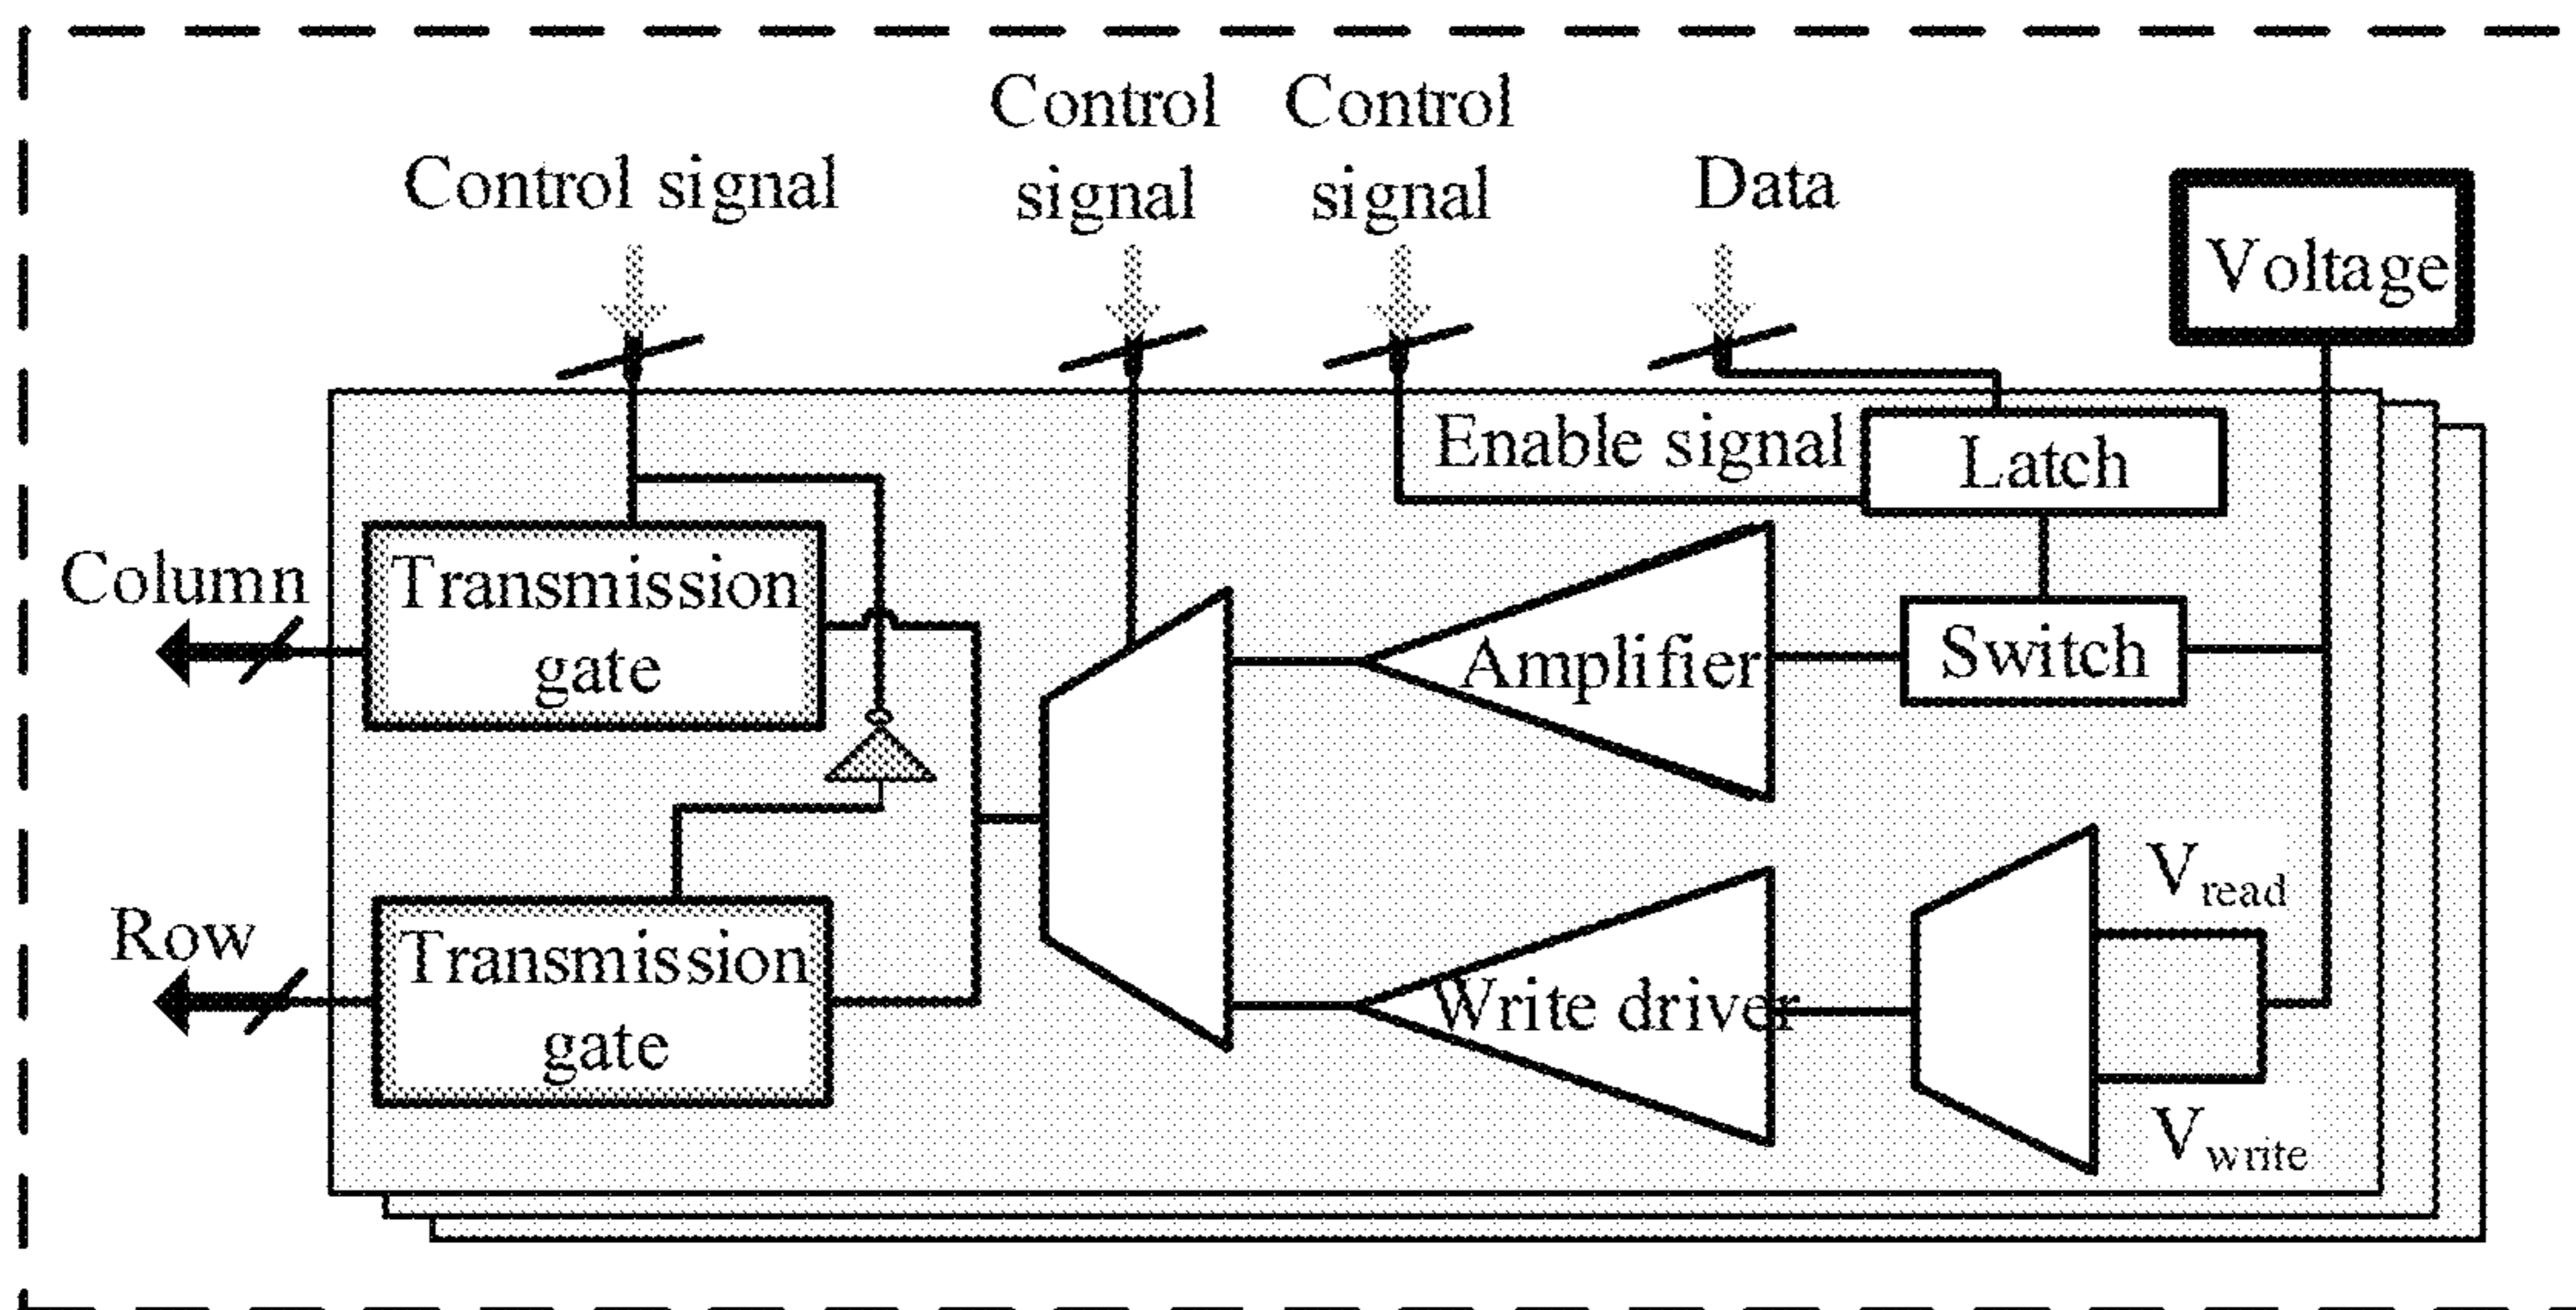 Control signal
Control
signal
Control
signal
Data
Voltage
Enable signal
Latch
Column
Transmission
gate
Amplifier
Switch
Row
Transmission
gate
Write driver
Vread
Vwrite